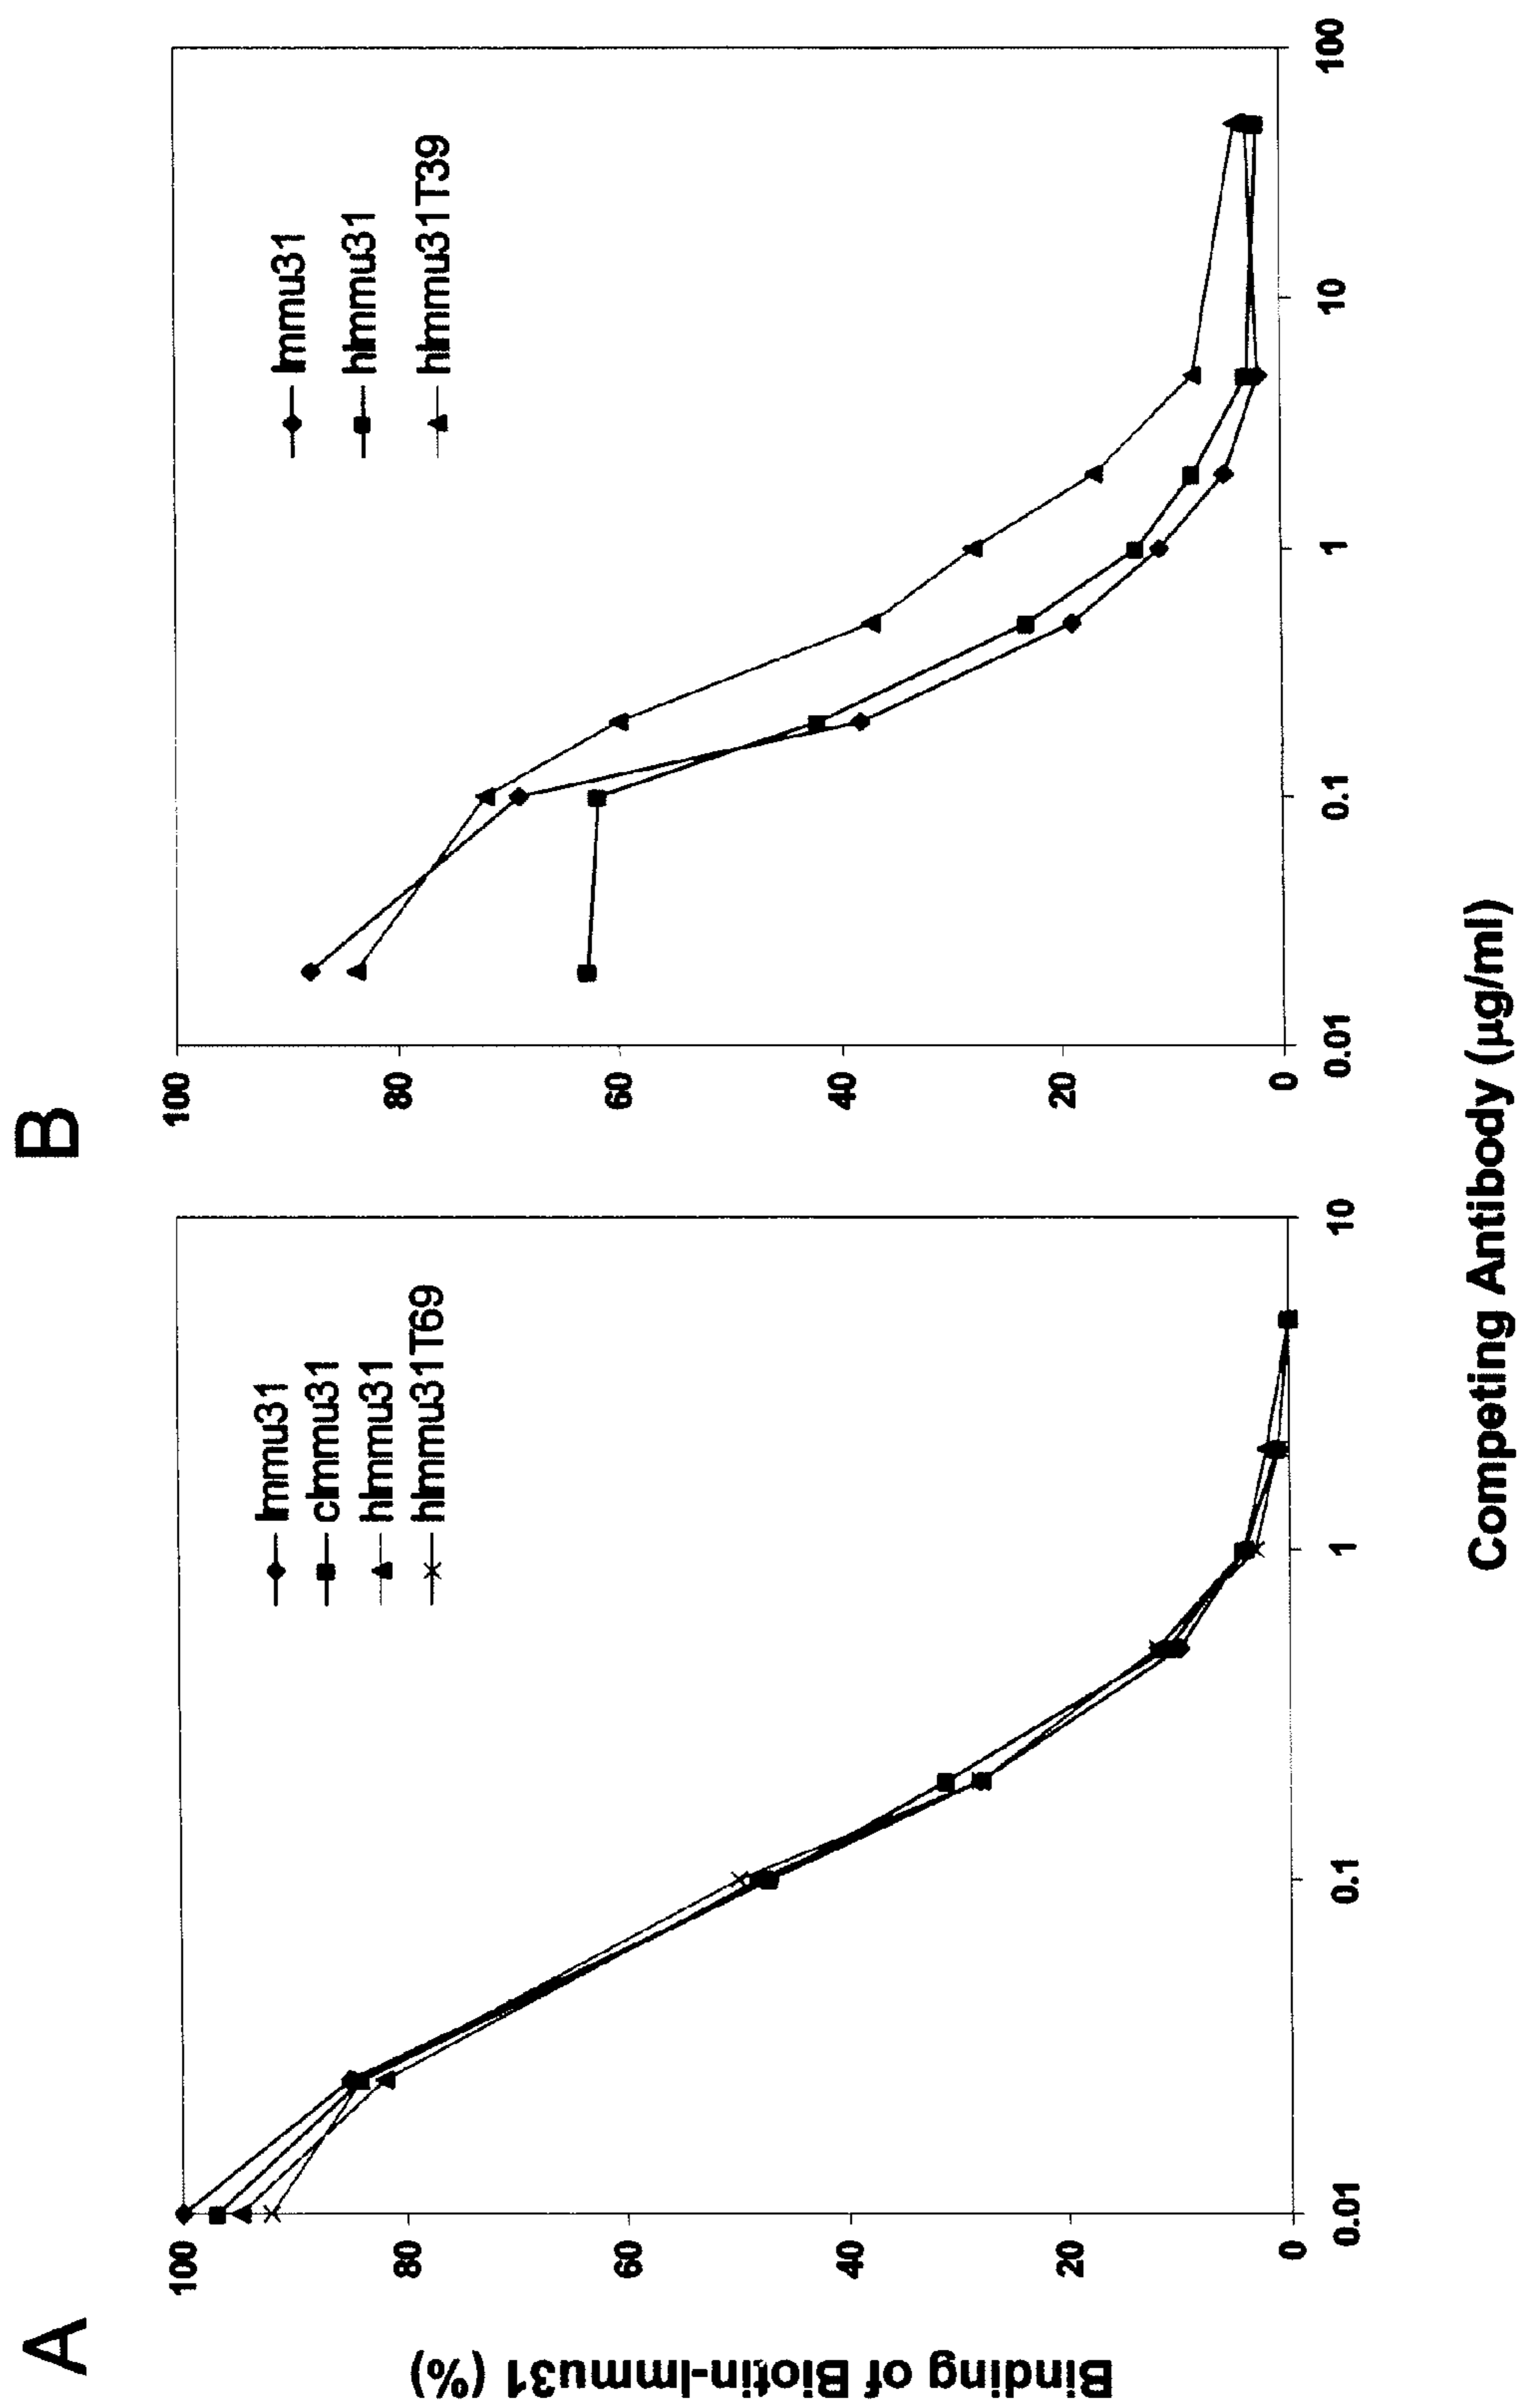 A
Binding of Biotin-Immu31 (%)
100
80
60
40
20
0
0.01
0.1
1
10
Immu31
cImmu31
hImmu31
hImmu31T69
B
100
80
60
40
20
0
0.01
0.1
1
10
100
Immu31
hImmu31
hImmu31T39
Competing Antibody (µg/ml)